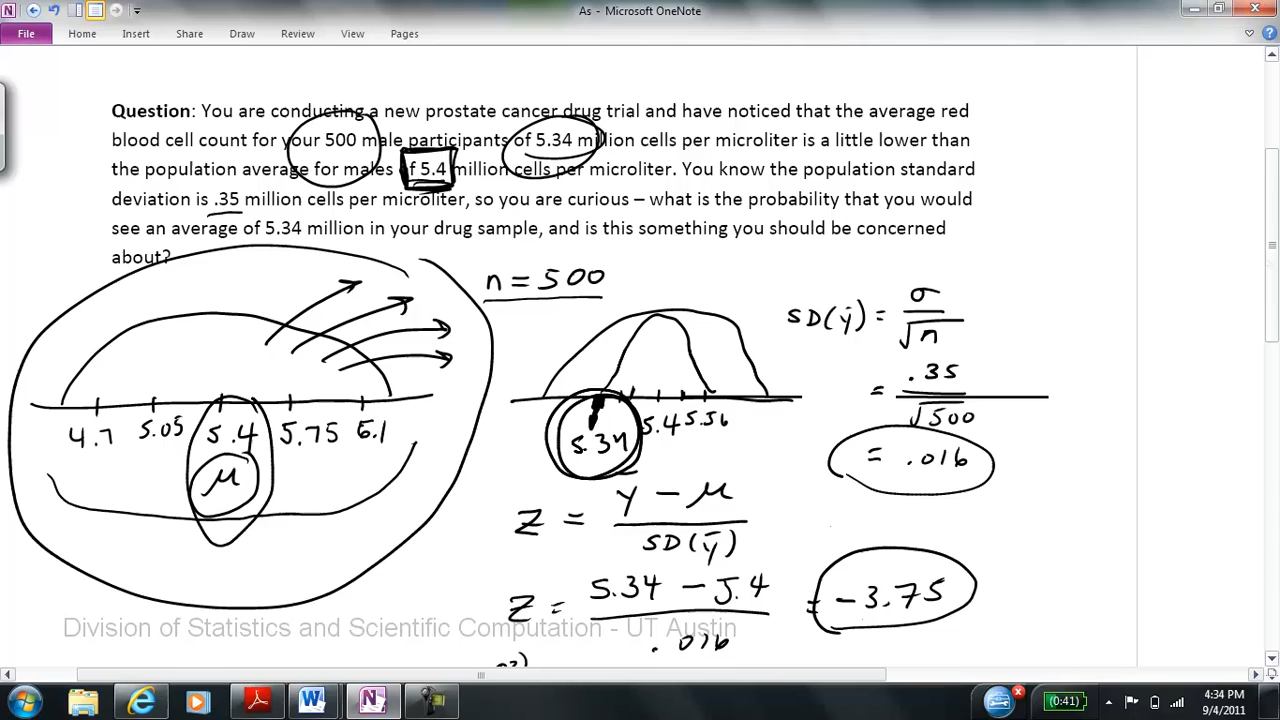 As - Microsoft OneNote
File Home Insert Share Draw Review View Pages
Question: You are conducting a new prostate cancer drug trial and have noticed that the average red
blood cell count for your 500 male participants of 5.34 million cells per microliter is a little lower than
the population average for males of 5.4 million cells per microliter. You know the population standard
deviation is .35 million cells per microliter, so you are curious – what is the probability that you would
see an average of 5.34 million in your drug sample, and is this something you should be concerned
about?
n = 500
SD(ȳ) = σ
√n
= .35
√500
= .016
4.7 5.05 5.4 5.75 6.1
μ
5.34 5.4 5.56
Z = y - μ
SD(ȳ)
Z = 5.34 - 5.4 = -3.75
.016
Division of Statistics and Scientific Computation - UT Austin
(0:41)
4:34 PM
9/4/2011